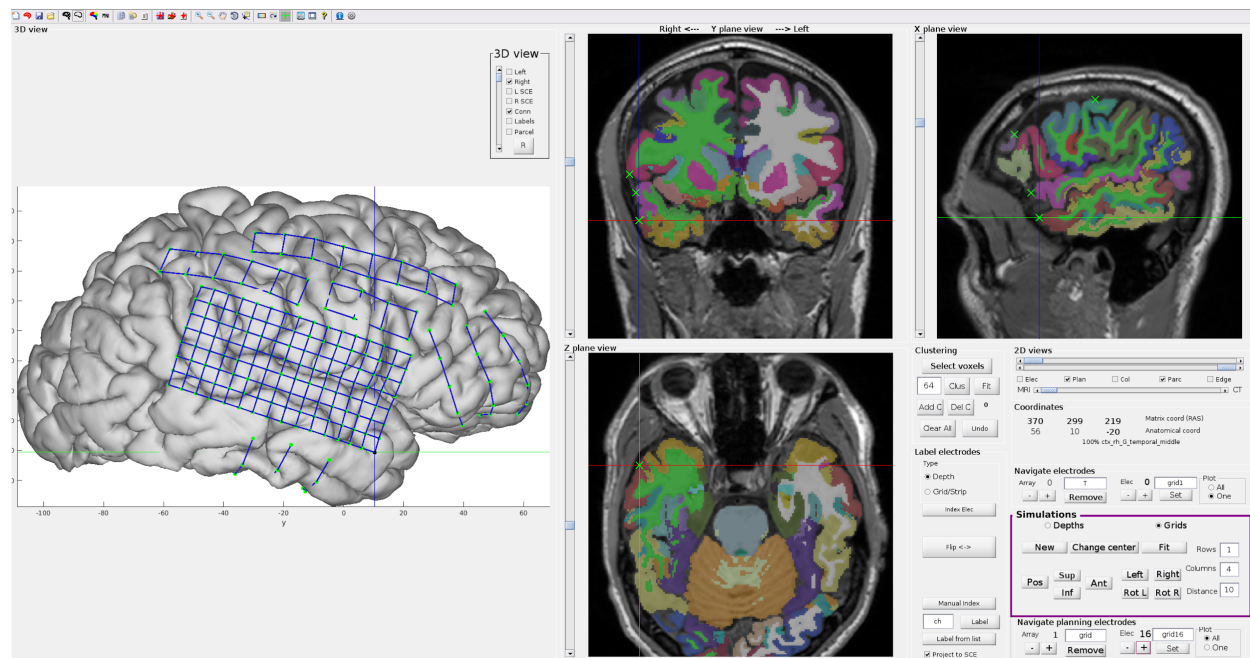 3D view
Right <--- Y plane view ---> Left
X plane view
3D view
Left
Right
L SCE
R SCE
Conn
Labels
Parcel
R
-100 -80 -60 -40 -20 0 20 40 60
y
Z plane view
Clustering
Select voxels
64 Clus Fit
Add C Del C 0
Clear All Undo
Label electrodes
Type
Depth
Grid/Strip
Index Elec
Flip <->
Manual Index
ch Label
Label from list
Project to SCE
2D views
Elec Plan Col Parc Edge
MRI CT
Coordinates
370 299 219 Matrix coord (RAS)
56 10 -20 Anatomical coord
100% ctx_rh_G_temporal_middle
Navigate electrodes
Array 0 T Elec 0 grid1 Plot
All
- + Remove - + Set One
Simulations
Depths Grids
New Change center Fit Rows 1
Pos Sup Inf Ant Left Right Columns 4
Rot L Rot R Distance 10
Navigate planning electrodes
Array 1 grid Elec 16 grid16 Plot
All
- + Remove - + Set One